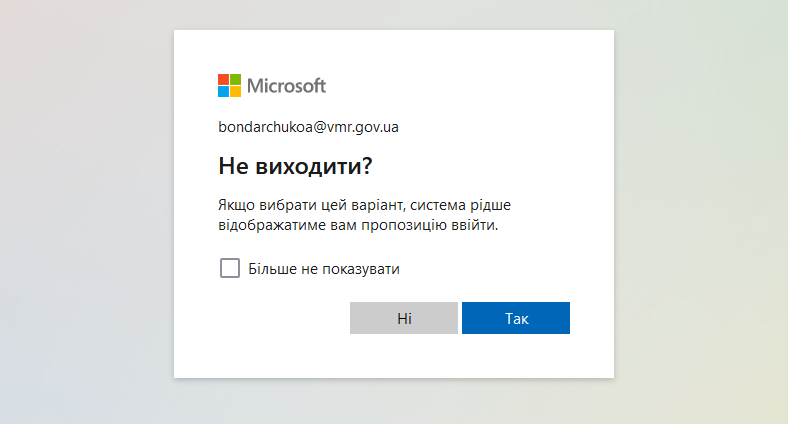 Microsoft
bondarchukoa@vmr.gov.ua
Не виходити?
Якщо вибрати цей варіант, система рідше
відображатиме вам пропозицію ввійти.
Більше не показувати
Ні
Так